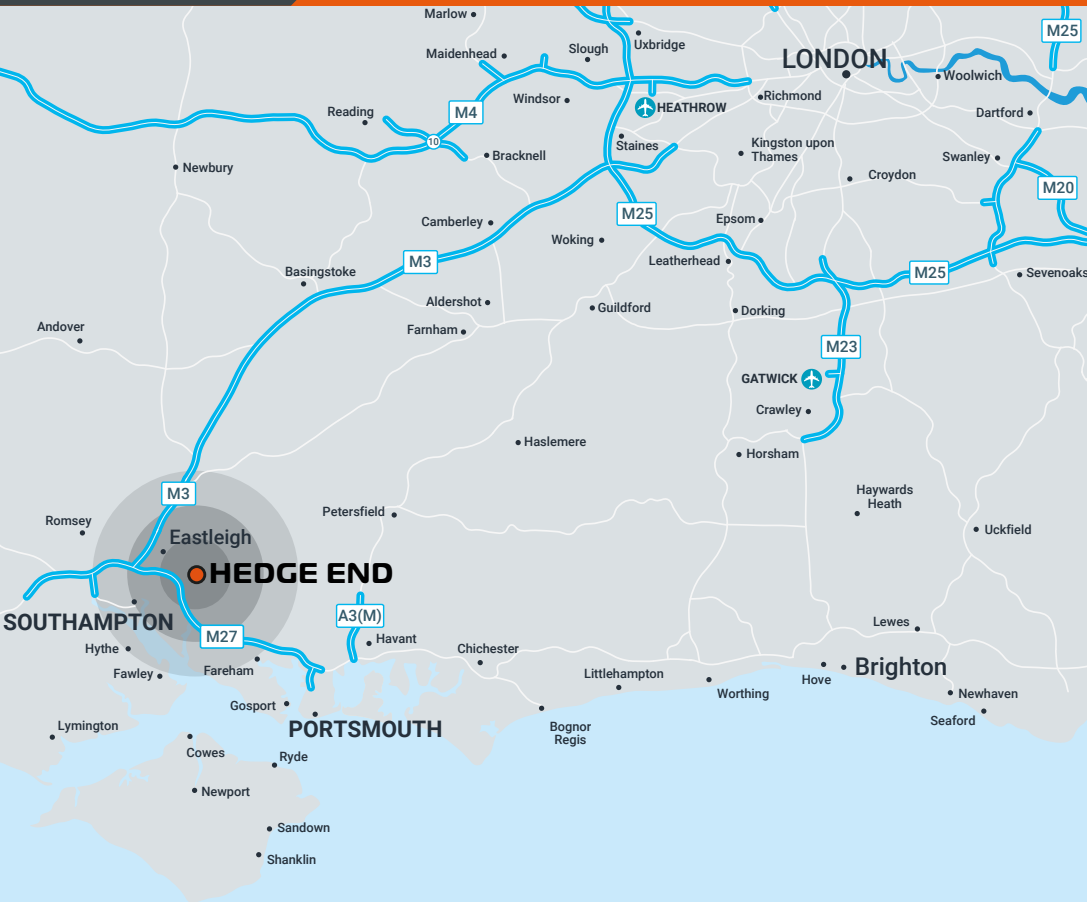 Marlow
M25
Uxbridge
Slough
Maidenhead
LONDON
Woolwich
Windsor
Richmond
HEATHROW
Reading
M4
Dartford
10
Staines
Kingston upon
Thames
Bracknell
Swanley
Newbury
Croydon
M20
M25
Camberley
Epsom
Woking
M3
Leatherhead
M25
Sevenoaks
Basingstoke
Aldershot
Guildford
Dorking
Andover
Farnham
M23
GATWICK
Crawley
Haslemere
Horsham
M3
Haywards
Heath
Petersfield
Romsey
Uckfield
Eastleigh
HEDGE END
A3(M)
SOUTHAMPTON
Lewes
M27
Havant
Hythe
Chichester
Brighton
Fareham
Fawley
Littlehampton
Hove
Worthing
Newhaven
Gosport
Seaford
Lymington
PORTSMOUTH
Bognor
Regis
Cowes
Ryde
Newport
Sandown
Shanklin